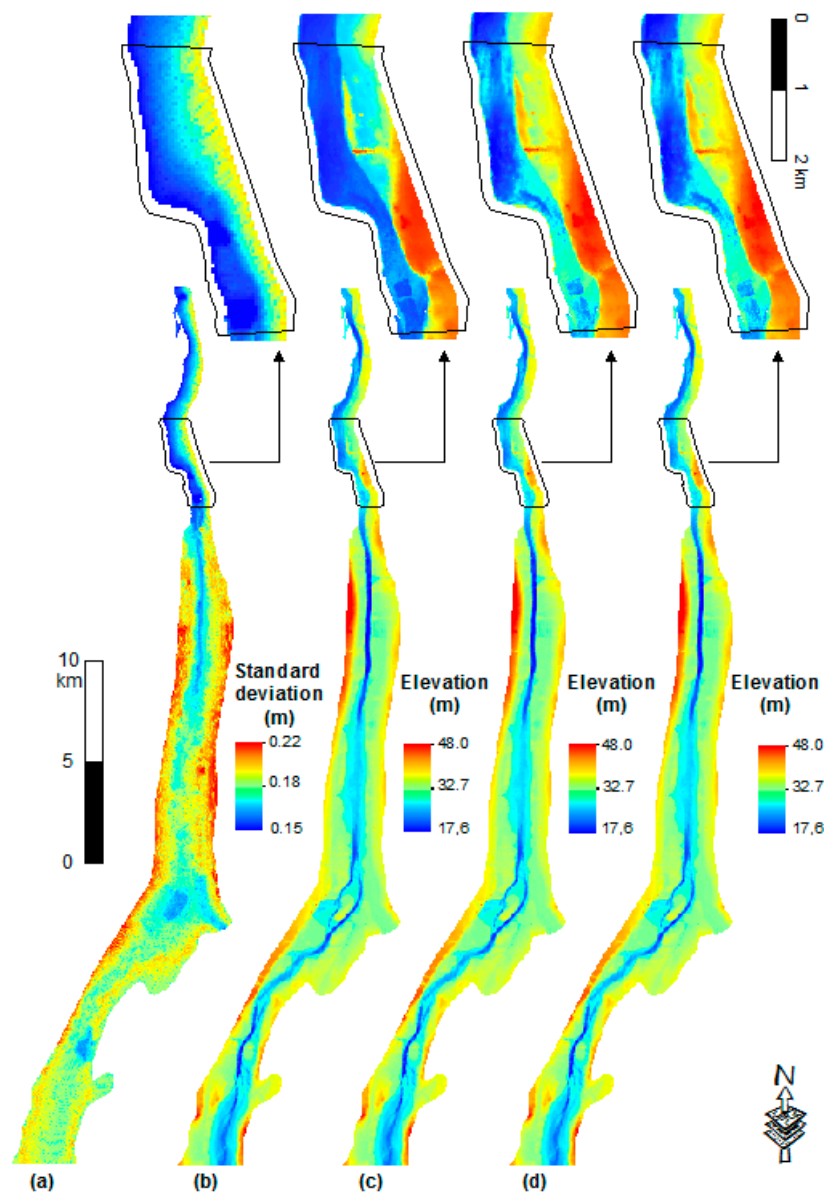 0
1
2 km
10
km
5
0
Standard
deviation
(m)
0.22
0.18
0.15
Elevation
(m)
48.0
32.7
17,6
Elevation
(m)
48.0
32.7
17,6
Elevation
(m)
48.0
32.7
17,6
N
(a) (b) (c) (d)